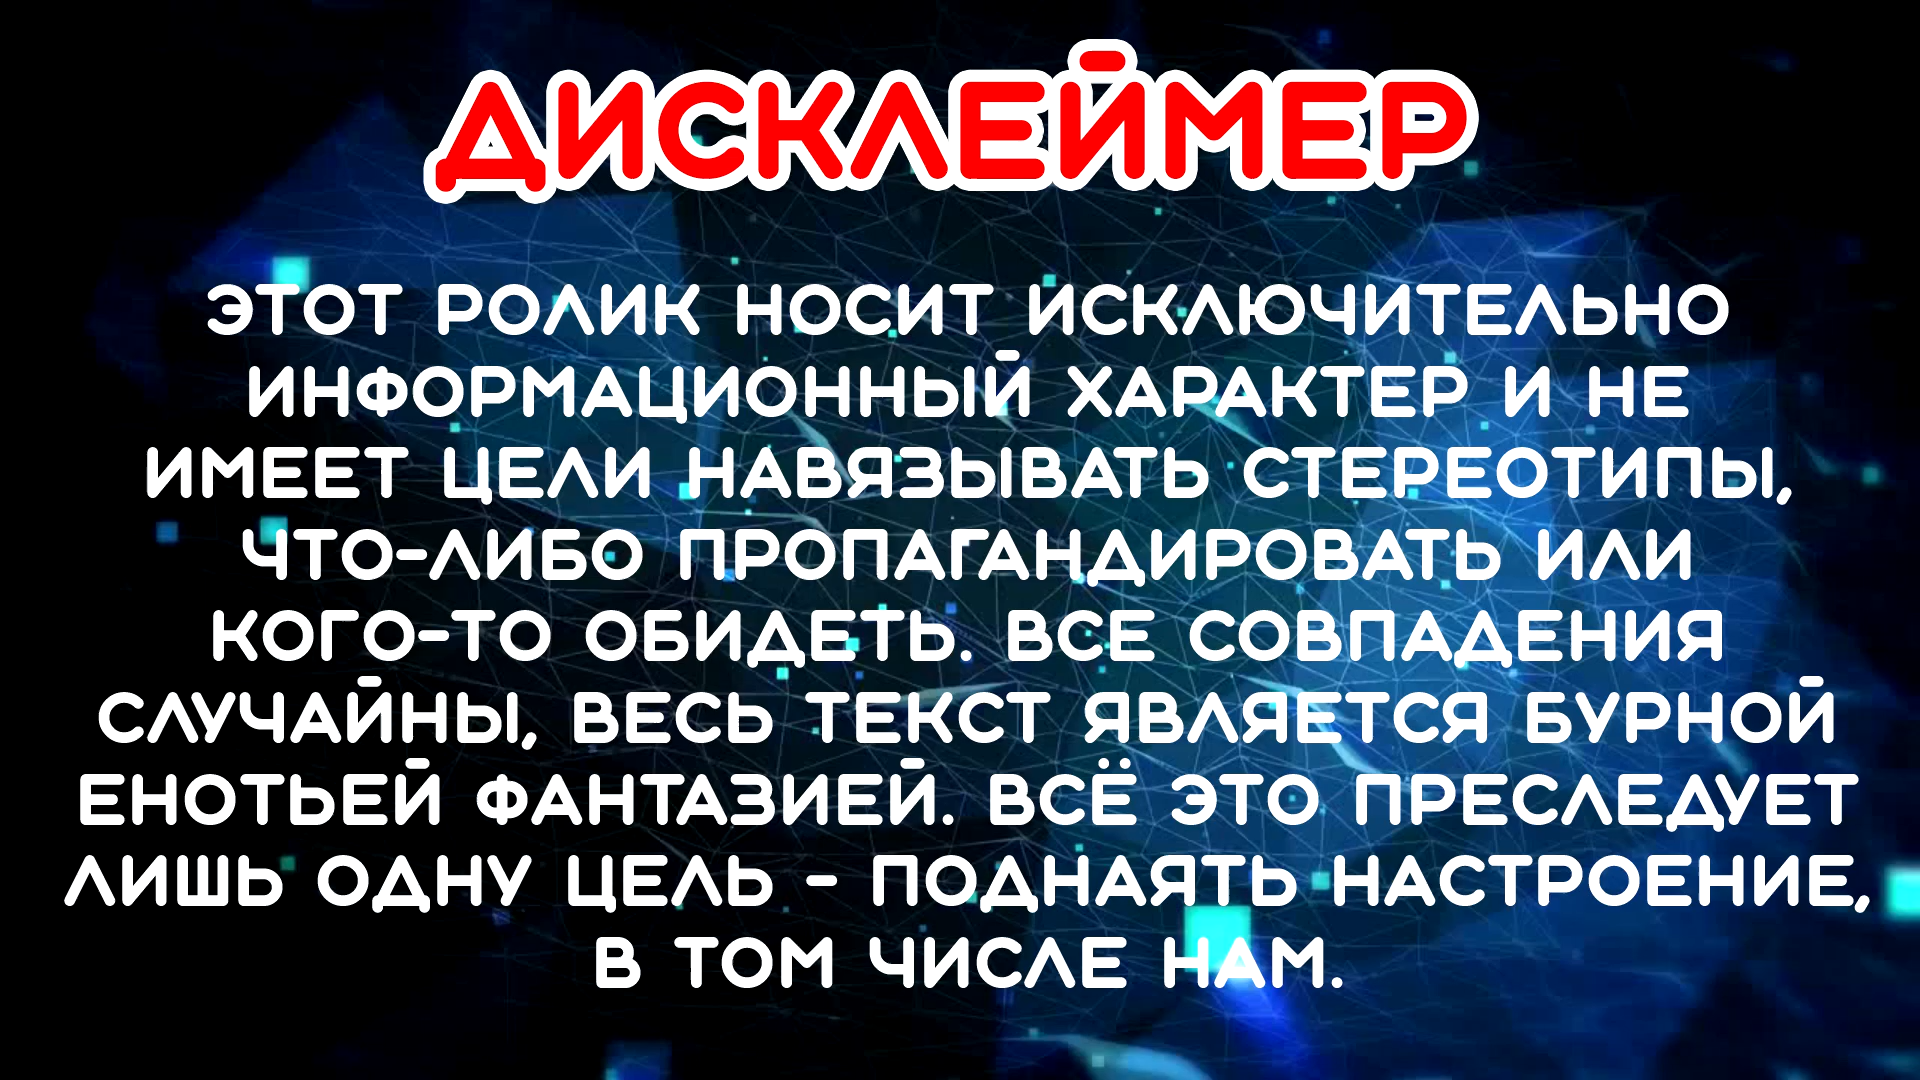 ДИСКЛЕЙМЕР
ЭТОТ РОЛИК НОСИТ ИСКЛЮЧИТЕЛЬНО
ИНФОРМАЦИОННЫЙ ХАРАКТЕР И НЕ
ИМЕЕТ ЦЕЛИ НАВЯЗЫВАТЬ СТЕРЕОТИПЫ,
ЧТО-ЛИБО ПРОПАГАНДИРОВАТЬ ИЛИ
КОГО-ТО ОБИДЕТЬ. ВСЕ СОВПАДЕНИЯ
СЛУЧАЙНЫ, ВЕСЬ ТЕКСТ ЯВЛЯЕТСЯ БУРНОЙ
ЕНОТЬЕЙ ФАНТАЗИЕЙ. ВСЁ ЭТО ПРЕСЛЕДУЕТ
ЛИШЬ ОДНУ ЦЕЛЬ - ПОДНАЯТЬ НАСТРОЕНИЕ,
В ТОМ ЧИСЛЕ НАМ.